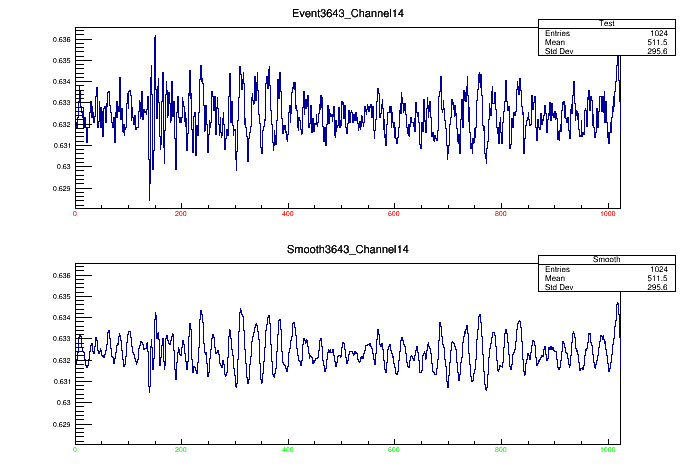 Event3643_Channel14
Test
Entries 1024
Mean 511.5
Std Dev 295.6
0.636
0.635
0.634
0.633
0.632
0.631
0.63
0.629
0 200 400 600 800 1000
Smooth3643_Channel14
Smooth
Entries 1024
Mean 511.5
Std Dev 295.6
0.636
0.635
0.634
0.633
0.632
0.631
0.63
0.629
0 200 400 600 800 1000